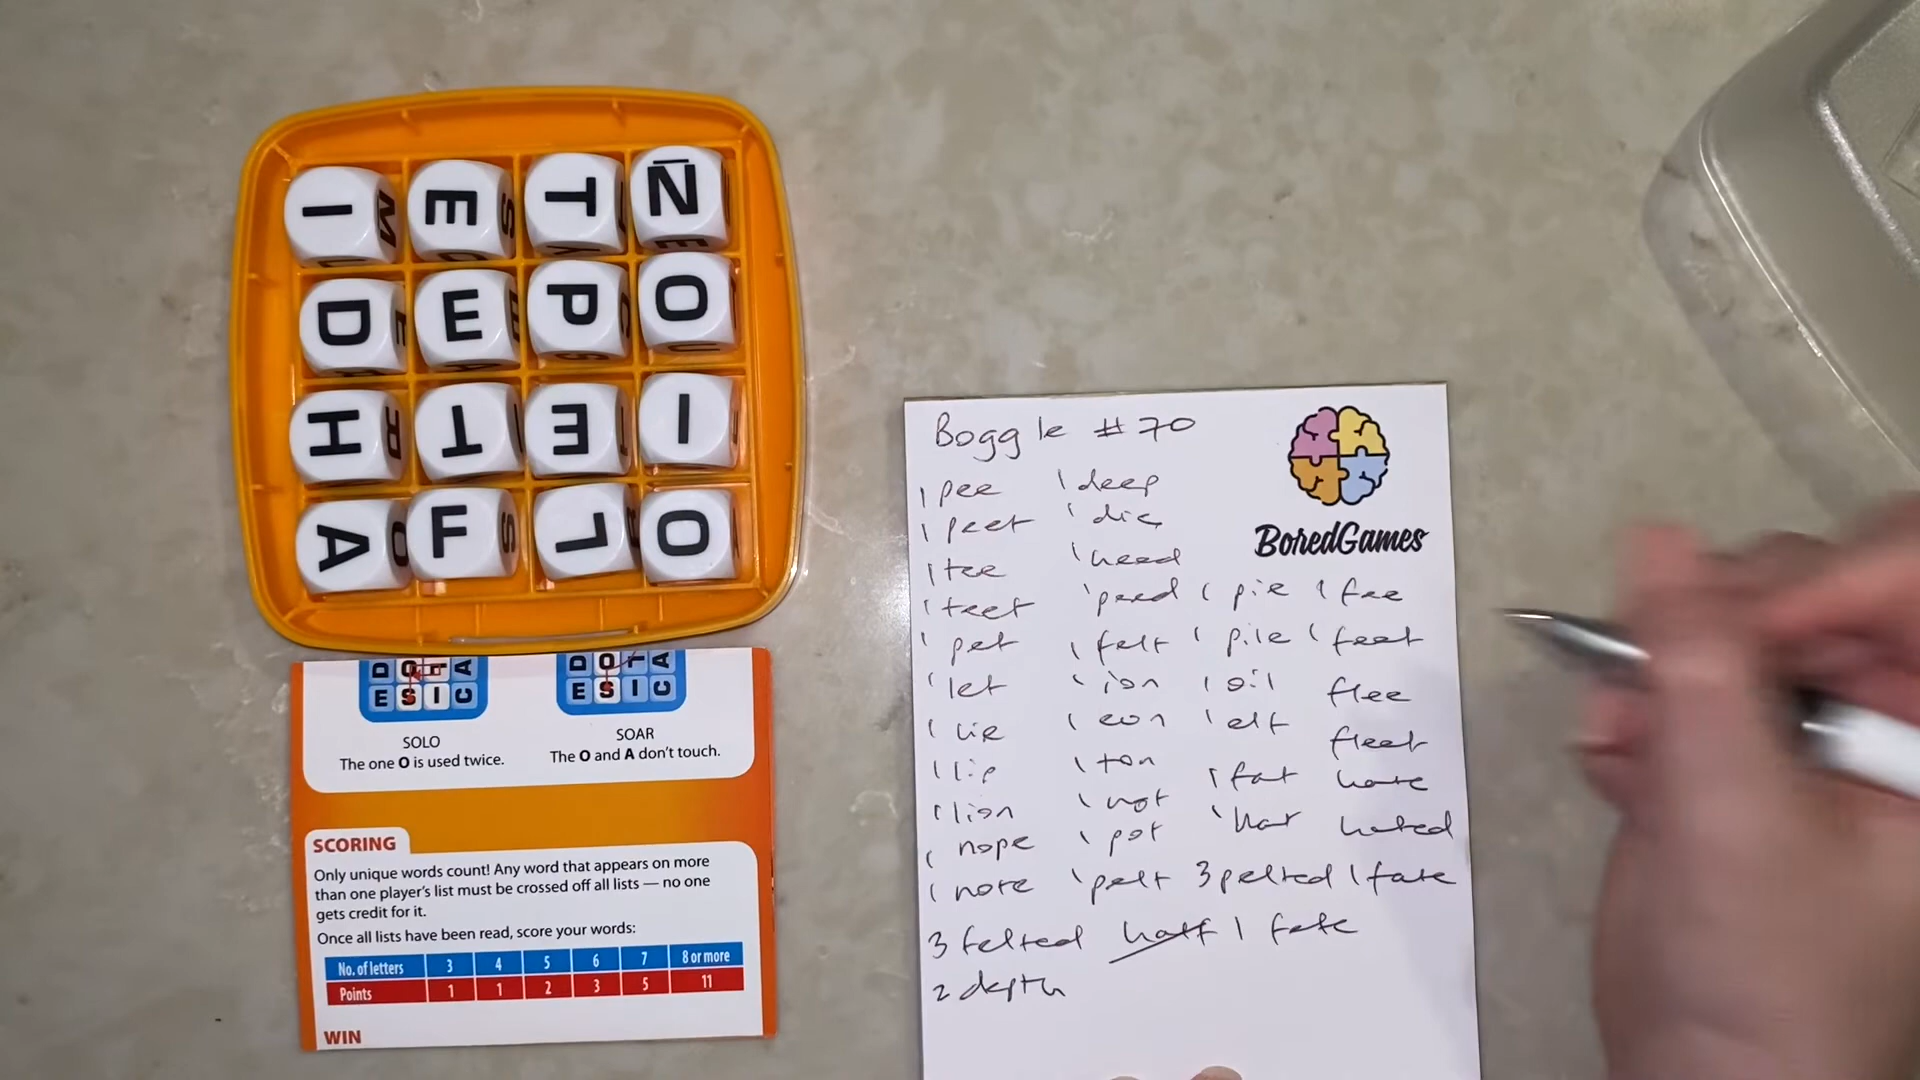 I E T N
D E P O
H T E I
A F L O
Boggle #70
BoredGames
1 pee 1 deep
1 peet 1 die
1 tee 1 heed
1 teet 1 peed 1 pie 1 fee
1 pet 1 felt 1 pile 1 feet
1 let 1 ion 1 oil flee
1 lie 1 eon 1 elf fleet
1 lip 1 ton 1 fat hate
1 lion 1 not 1 hat hated
1 nope 1 pot
1 note 1 pelt 3 pelted 1 fate
3 felted half 1 fete
2 depth
E D S O I C A
E D S O I C A
SOLO
The one O is used twice.
SOAR
The O and A don't touch.
SCORING
Only unique words count! Any word that appears on more
than one player's list must be crossed off all lists — no one
gets credit for it.
Once all lists have been read, score your words:
No. of letters 3 4 5 6 7 8 or more
Points 1 1 2 3 5 11
WIN